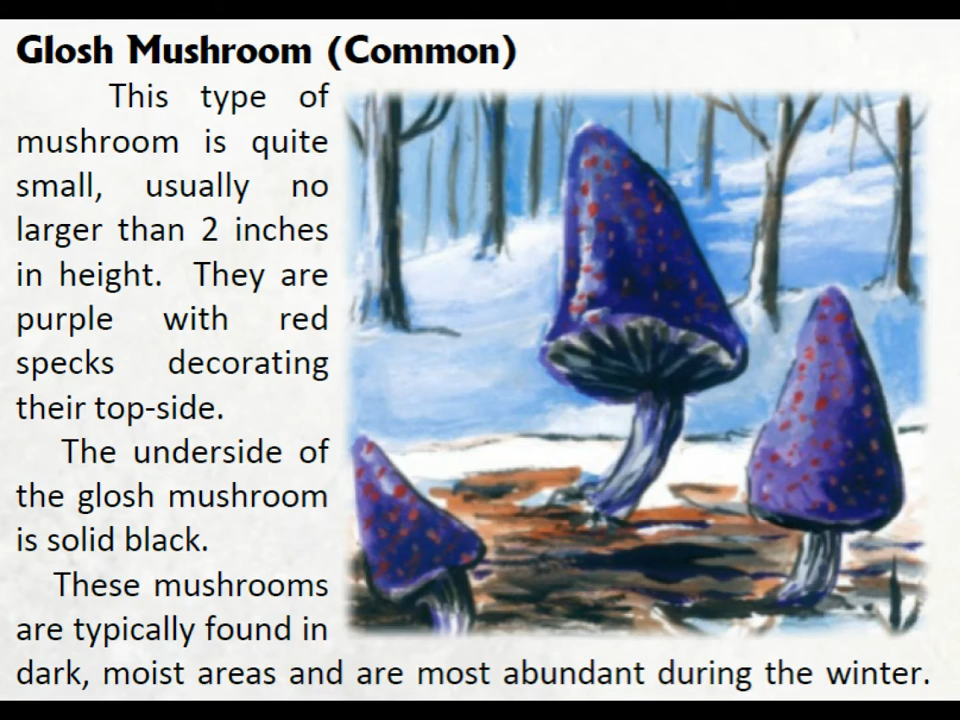 Glosh Mushroom (Common)
This type of
mushroom is quite
small, usually no
larger than 2 inches
in height. They are
purple with red
specks decorating
their top-side.
The underside of
the glosh mushroom
is solid black.
These mushrooms
are typically found in
dark, moist areas and are most abundant during the winter.